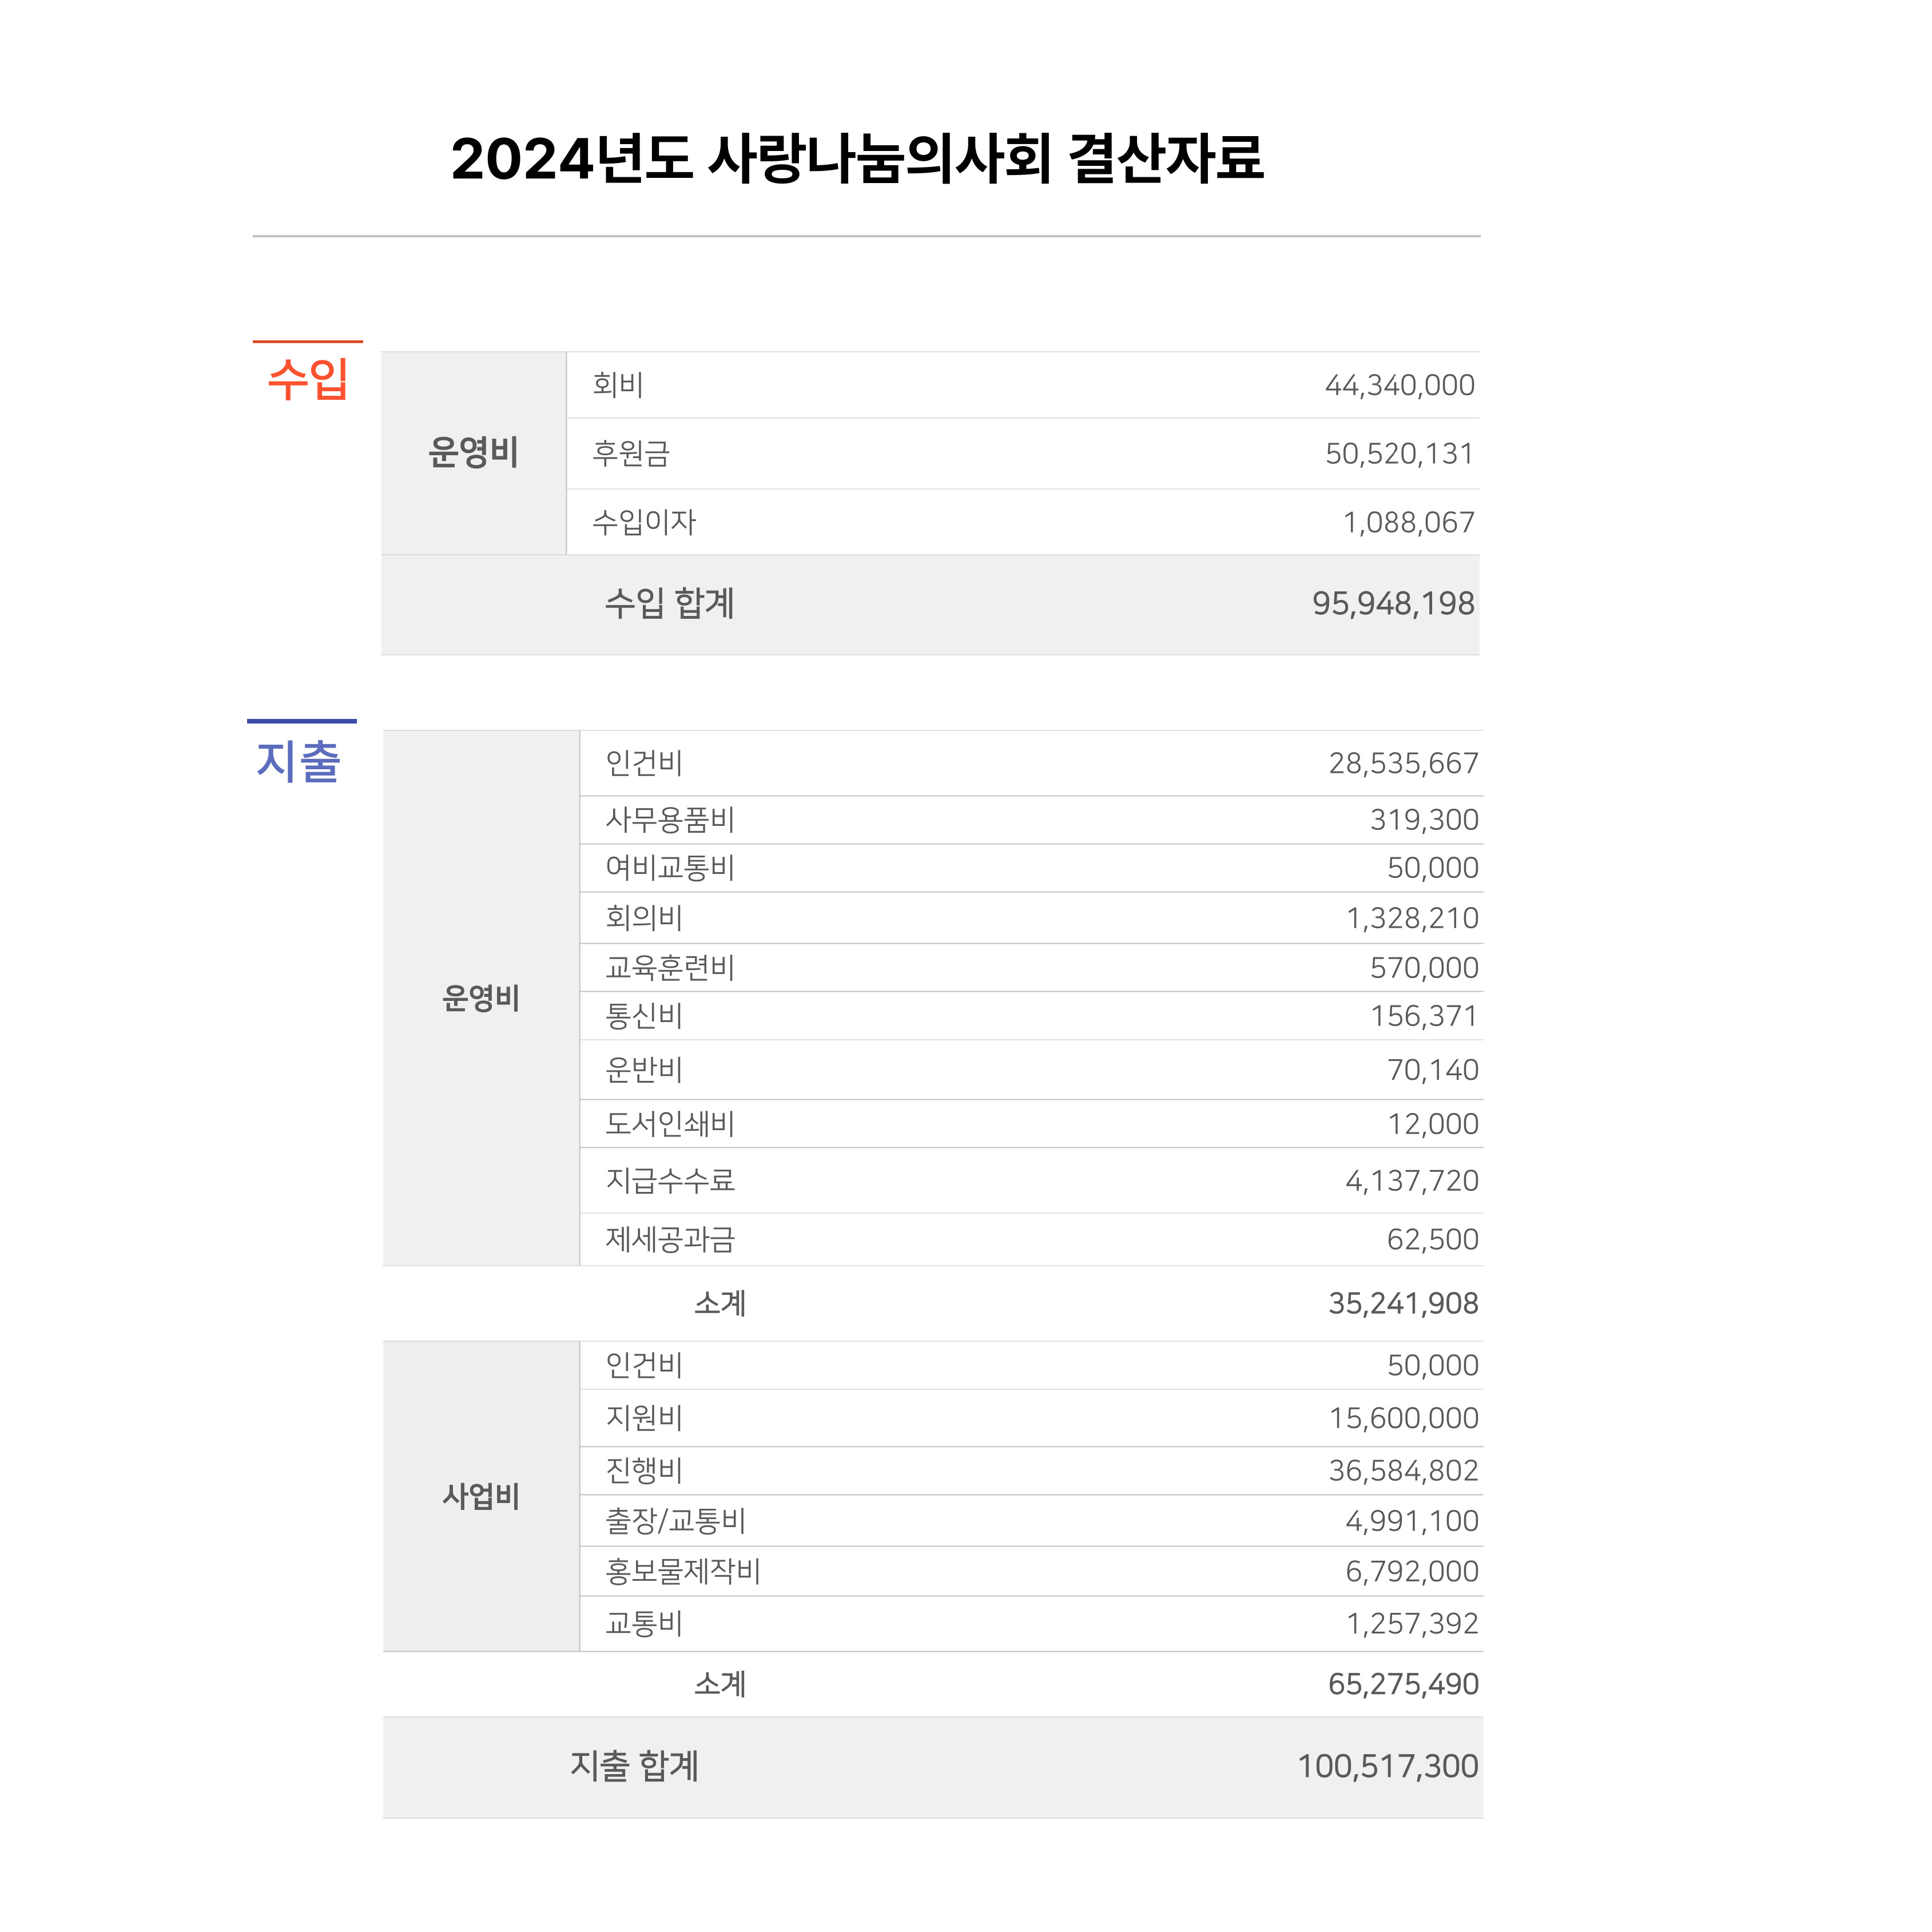 2024년도 사랑나눔의사회 결산자료
수입
운영비
회비 44,340,000
후원금 50,520,131
수입이자 1,088,067
수입 합계 95,948,198
지출
운영비
인건비 28,535,667
사무용품비 319,300
여비교통비 50,000
회의비 1,328,210
교육훈련비 570,000
통신비 156,371
운반비 70,140
도서인쇄비 12,000
지급수수료 4,137,720
제세공과금 62,500
소계 35,241,908
사업비
인건비 50,000
지원비 15,600,000
진행비 36,584,802
출장/교통비 4,991,100
홍보물제작비 6,792,000
교통비 1,257,392
소계 65,275,490
지출 합계 100,517,300